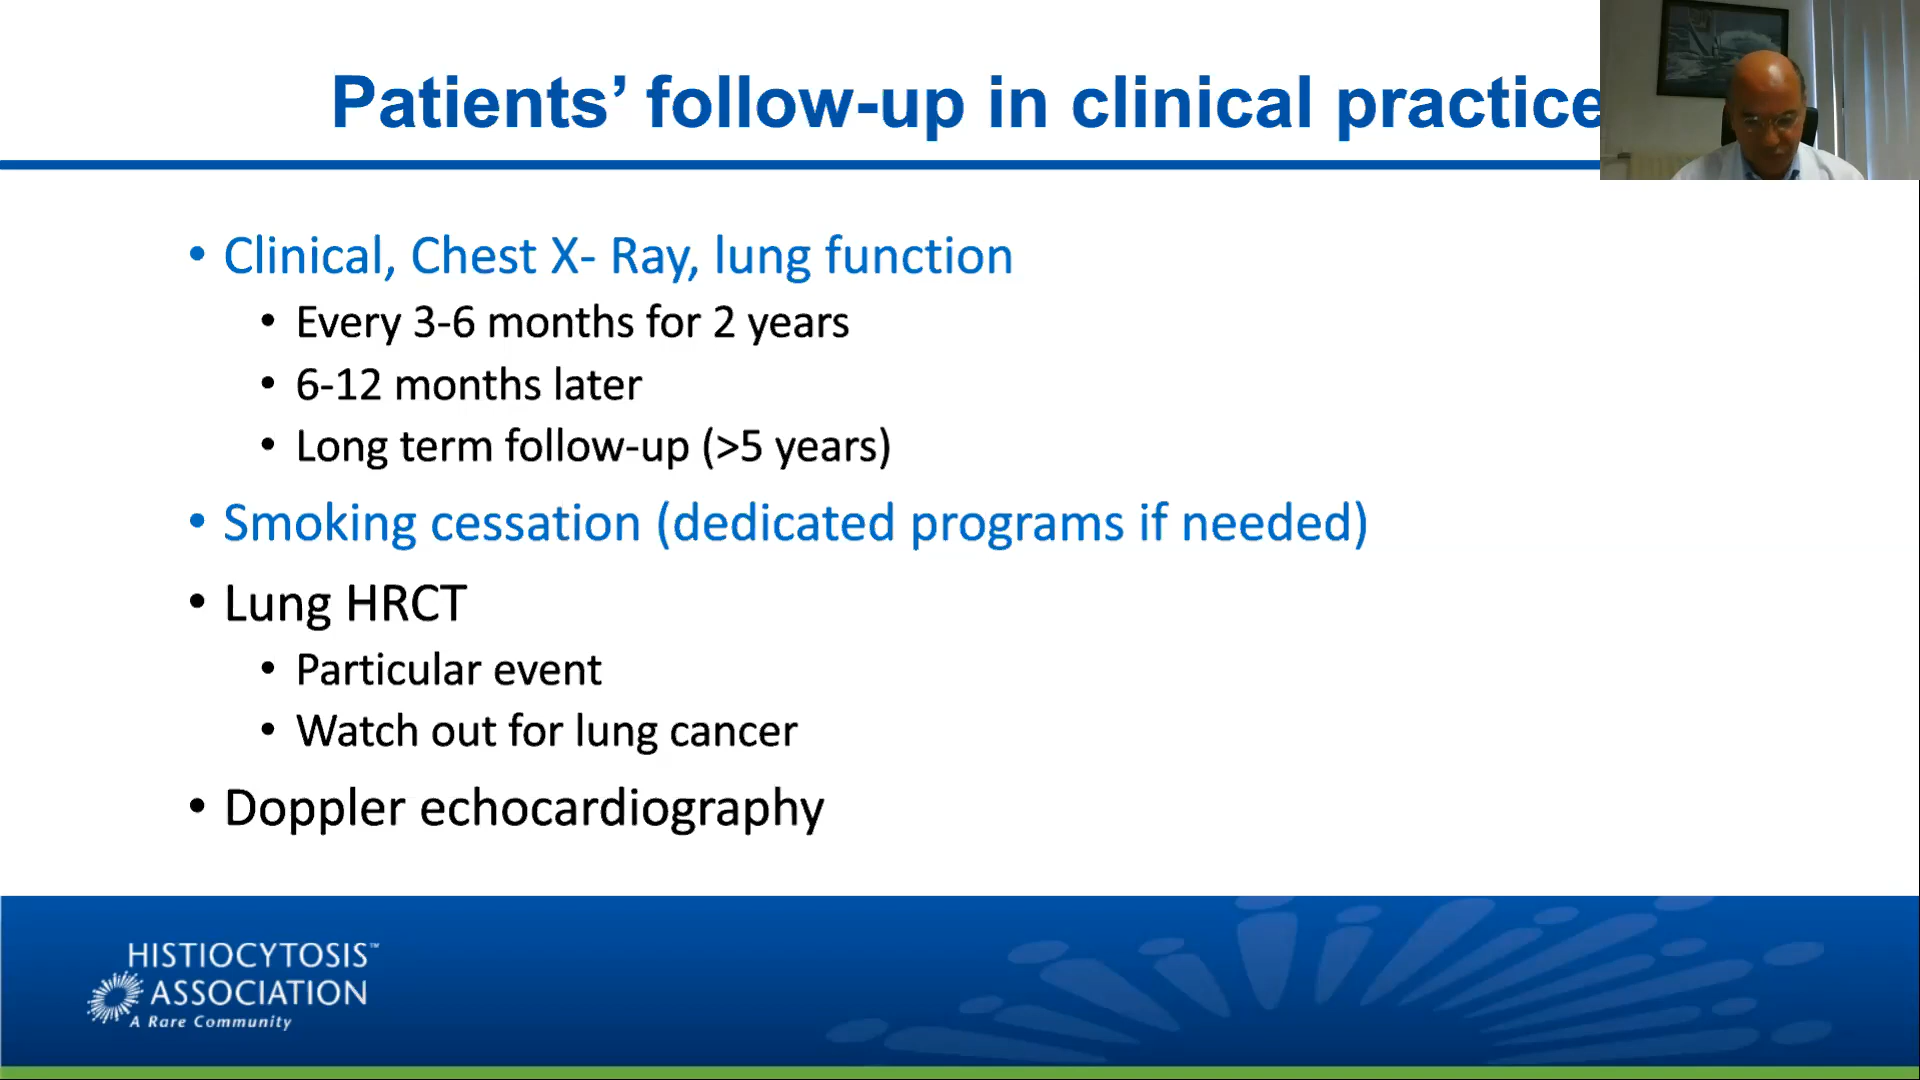 Patients’ follow-up in clinical practice
• Clinical, Chest X- Ray, lung function
• Every 3-6 months for 2 years
• 6-12 months later
• Long term follow-up (>5 years)
• Smoking cessation (dedicated programs if needed)
• Lung HRCT
• Particular event
• Watch out for lung cancer
• Doppler echocardiography
HISTIOCYTOSIS™
ASSOCIATION
A Rare Community